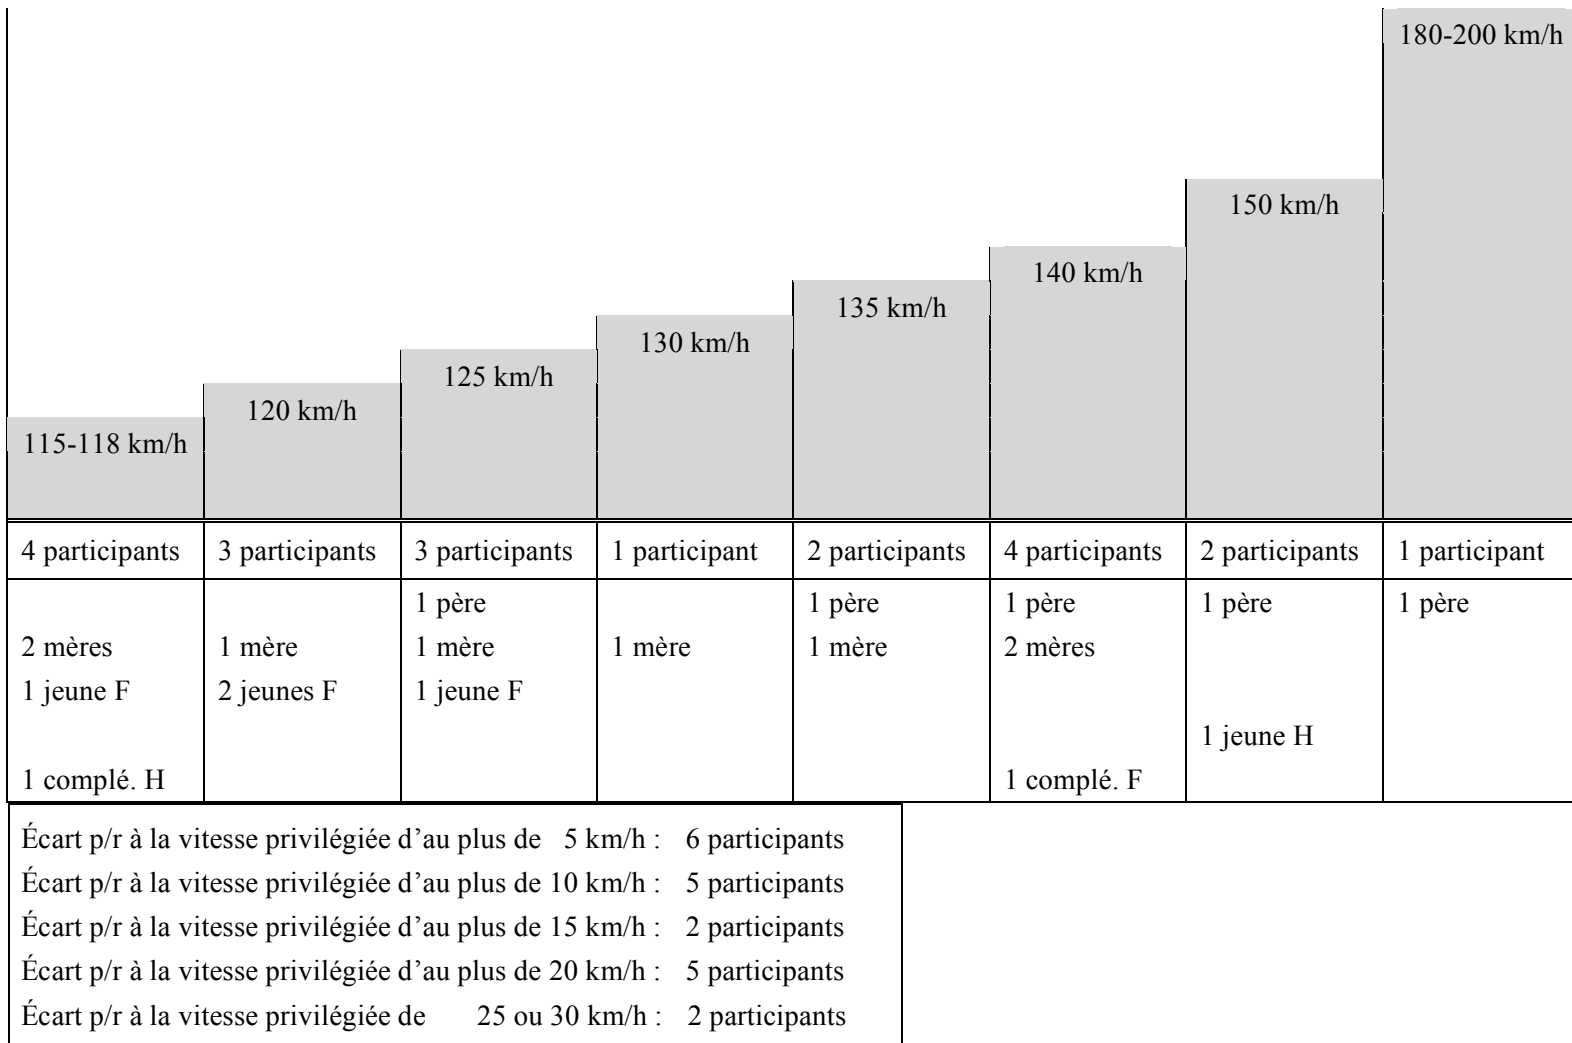 180-200 km/h
150 km/h
140 km/h
135 km/h
130 km/h
125 km/h
120 km/h
115-118 km/h
4 participants 3 participants 3 participants 1 participant 2 participants 4 participants 2 participants 1 participant
1 père 1 père 1 père 1 père 1 père
2 mères 1 mère 1 mère 1 mère 1 mère 2 mères
1 jeune F 2 jeunes F 1 jeune F
1 jeune H
1 complé. H 1 complé. F
Écart p/r à la vitesse privilégiée d’au plus de 5 km/h : 6 participants
Écart p/r à la vitesse privilégiée d’au plus de 10 km/h : 5 participants
Écart p/r à la vitesse privilégiée d’au plus de 15 km/h : 2 participants
Écart p/r à la vitesse privilégiée d’au plus de 20 km/h : 5 participants
Écart p/r à la vitesse privilégiée de 25 ou 30 km/h : 2 participants